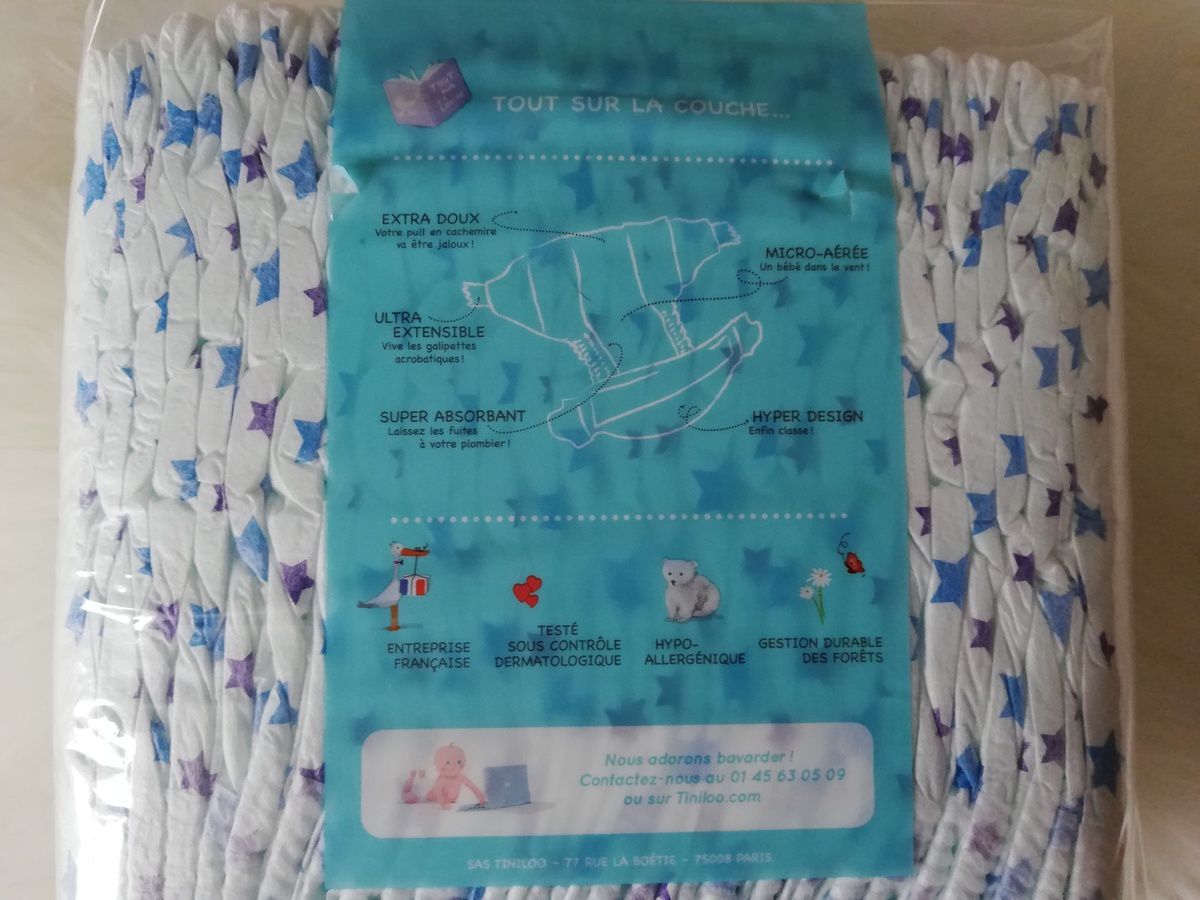 TOUT SUR LA COUCHE...
EXTRA DOUX
Votre pull en cachemire
va être jaloux !
MICRO-AÉRÉE
Un bébé dans le vent !
ULTRA
EXTENSIBLE
Vive les galipettes
acrobatiques !
SUPER ABSORBANT
Laissez les fuites
à votre plombier !
HYPER DESIGN
Enfin classe !
ENTREPRISE
FRANÇAISE
TESTÉ
SOUS CONTRÔLE
DERMATOLOGIQUE
HYPO-
ALLERGÉNIQUE
GESTION DURABLE
DES FORÊTS
Nous adorons bavarder !
Contactez-nous au 01 45 63 05 09
ou sur Tiniloo.com
SAS TINILOO - 77 RUE LA BOÉTIE - 75008 PARIS